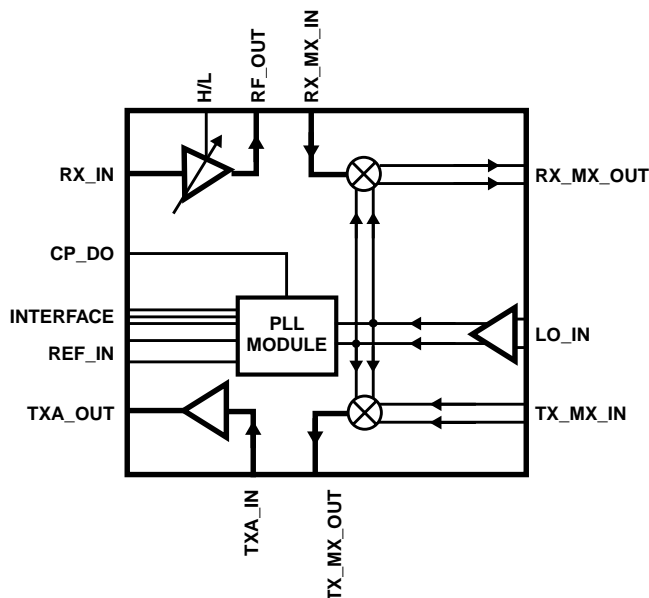 H/L
RF_OUT
RX_MX_IN
RX_IN
RX_MX_OUT
CP_DO
INTERFACE
PLL
MODULE
LO_IN
REF_IN
TXA_OUT
TX_MX_IN
TXA_IN
TX_MX_OUT